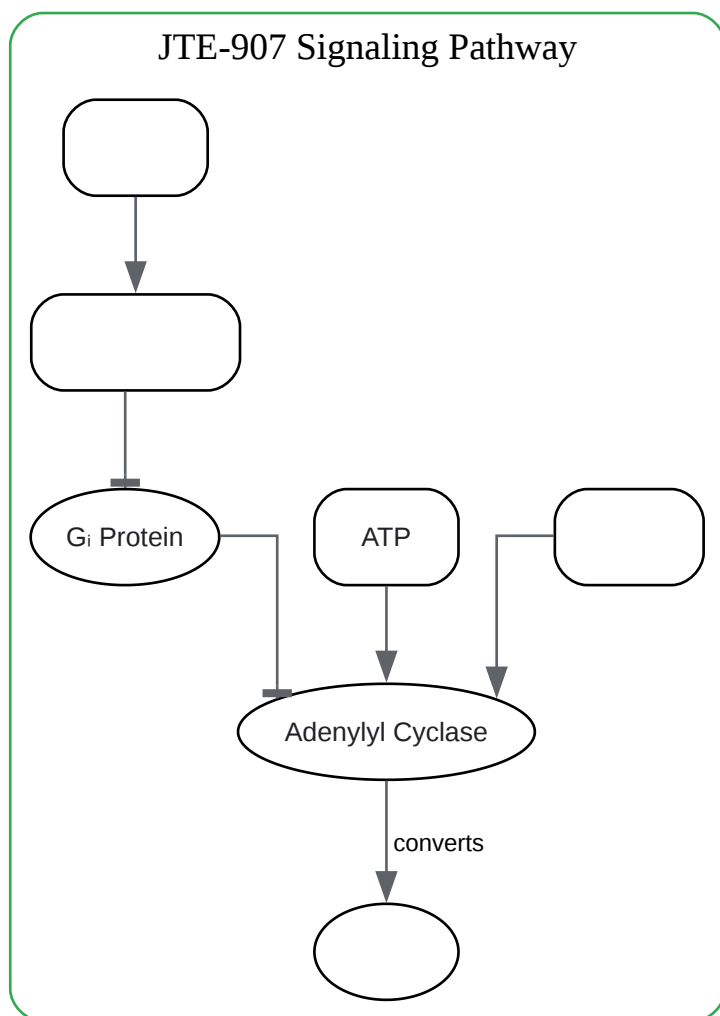 JTE-907 Signaling Pathway
Gᵢ Protein
ATP
Adenylyl Cyclase
converts